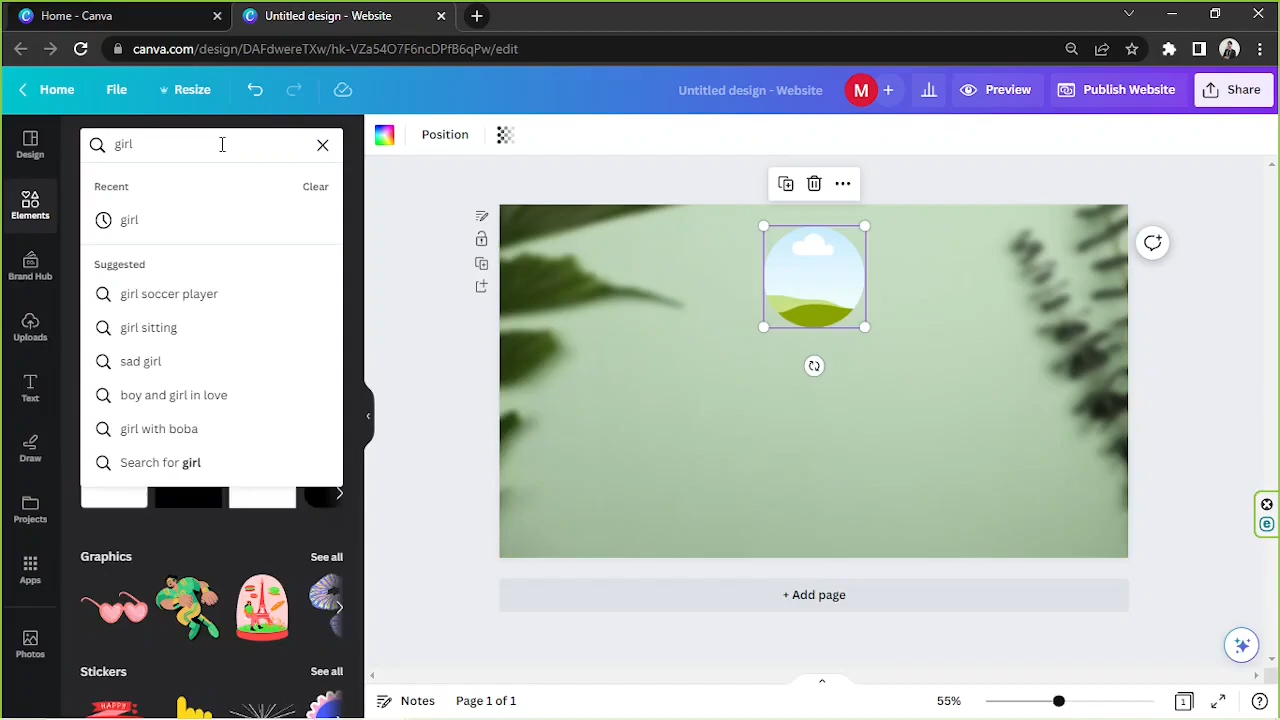 Home - Canva
Untitled design - Website
canva.com/design/DAFdwereTXw/hk-VZa54O7F6ncDPfB6qPw/edit
Home
File
Resize
Untitled design - Website
M
Preview
Publish Website
Share
Design
Elements
Brand Hub
Uploads
Text
Draw
Projects
Apps
Photos
girl
Recent
Clear
girl
Suggested
girl soccer player
girl sitting
sad girl
boy and girl in love
girl with boba
Search for girl
Graphics
See all
Stickers
See all
HAPPY
Position
+ Add page
Notes
Page 1 of 1
55%
1